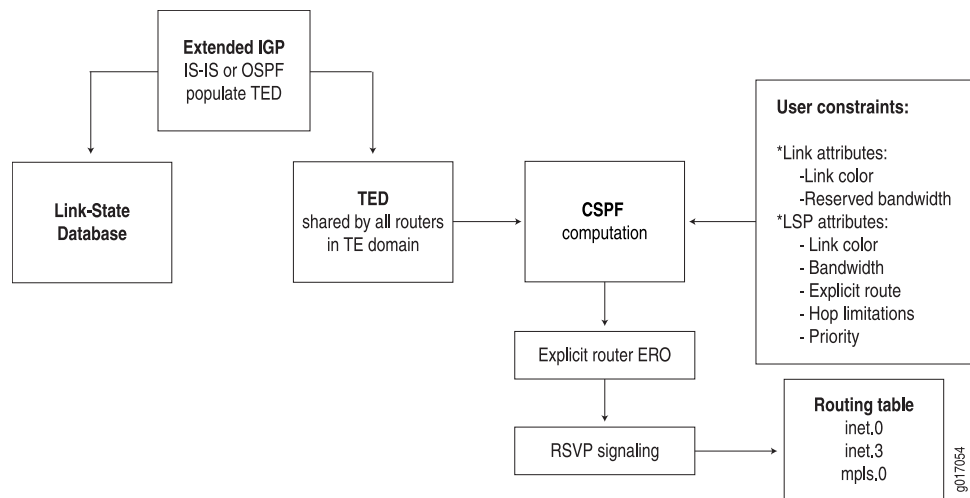 Extended IGP
IS-IS or OSPF
populate TED
Link-State
Database
TED
shared by all routers
in TE domain
CSPF
computation
User constraints:
*Link attributes:
-Link color
-Reserved bandwidth
*LSP attributes:
- Link color
- Bandwidth
- Explicit route
- Hop limitations
- Priority
Explicit router ERO
RSVP signaling
Routing table
inet.0
inet.3
mpls.0
g017054